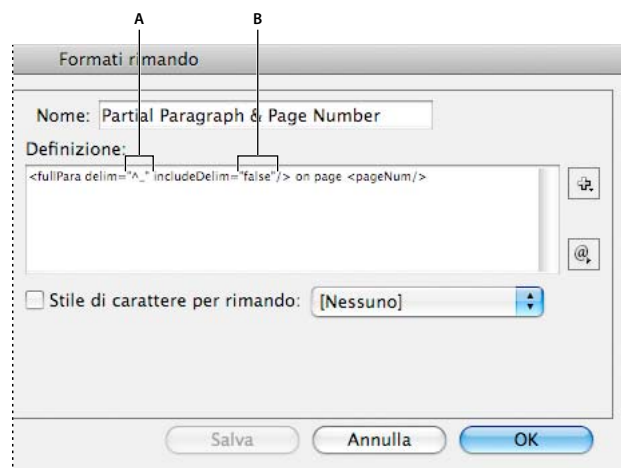 A B
Formati rimando
Nome: Partial Paragraph & Page Number
Definizione:
<fullPara delim="^_" includeDelim="false"/> on page <pageNum/>
@
Stile di carattere per rimando: [Nessuno]
Salva Annulla OK